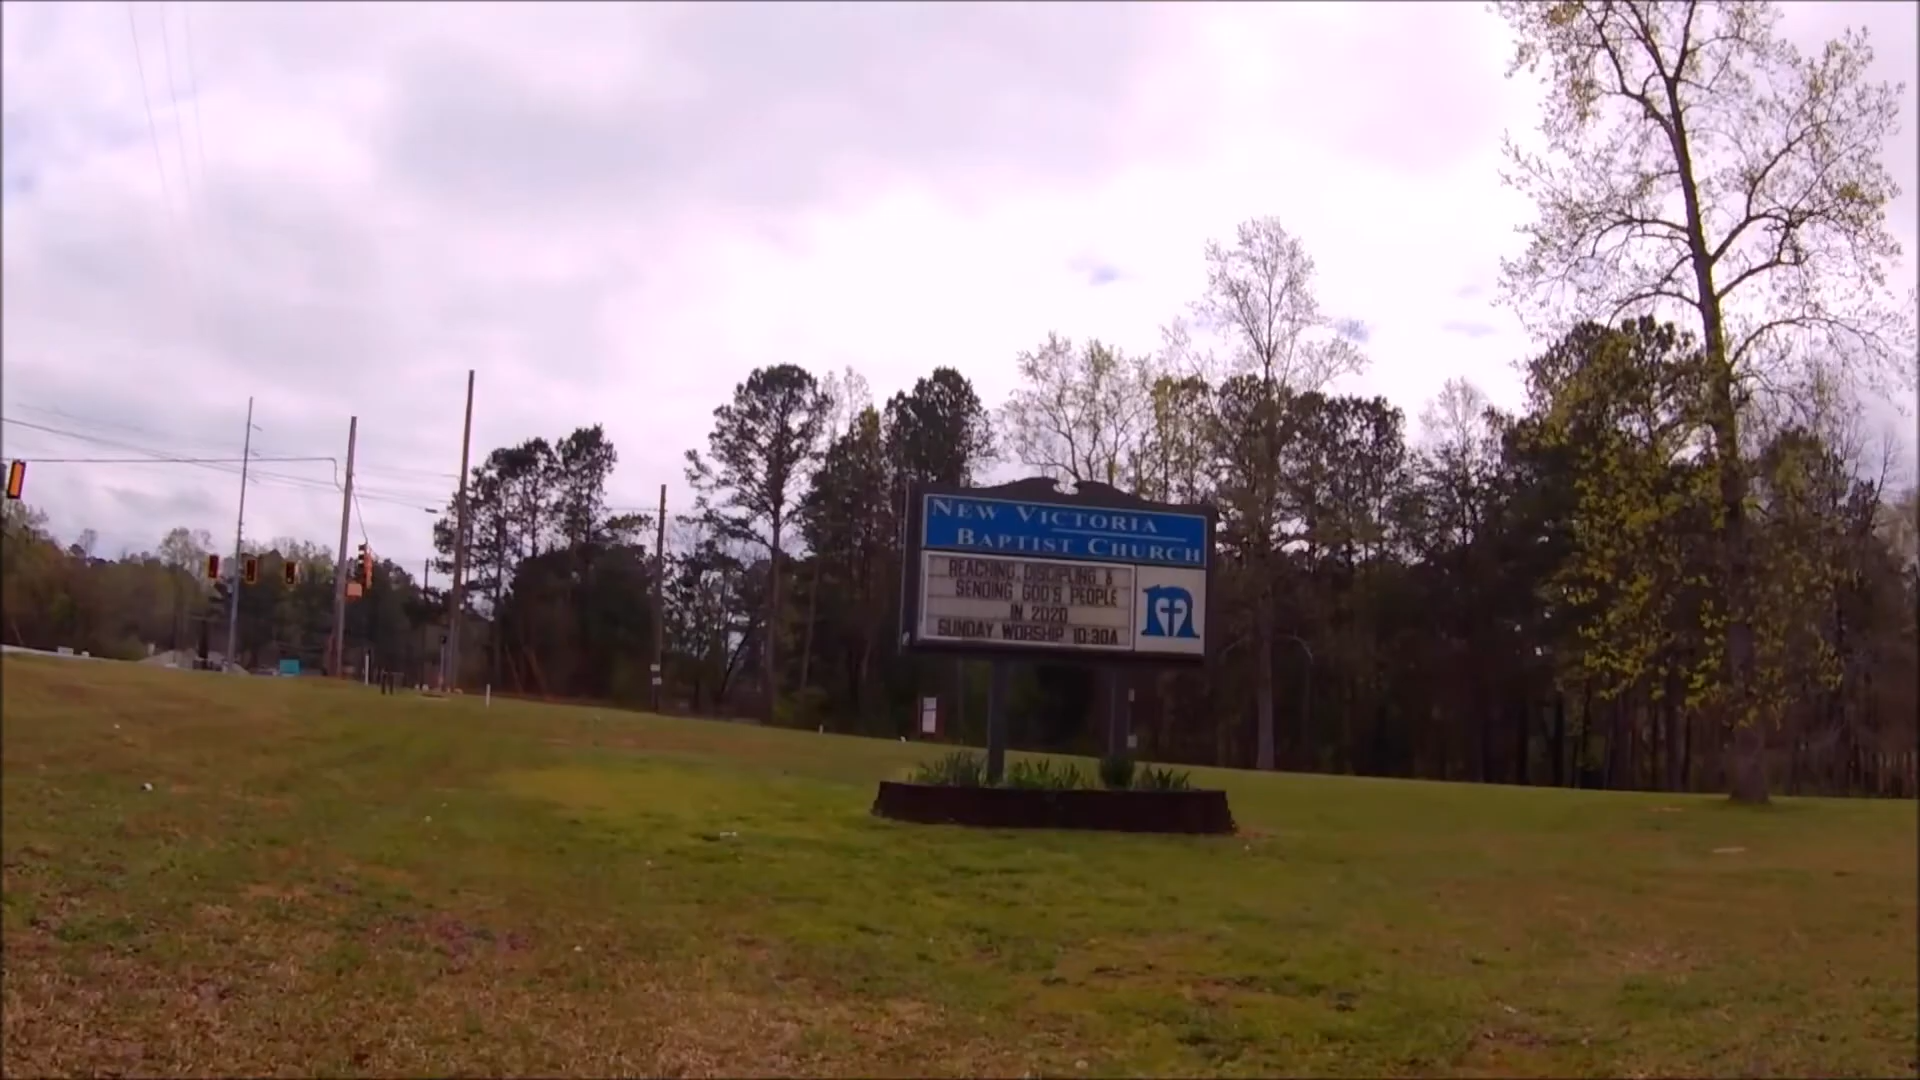 NEW VICTORIA
BAPTIST CHURCH
REACHING, DISCIPLING &
SENDING GOD'S PEOPLE
IN 2020
SUNDAY WORSHIP 10:30A